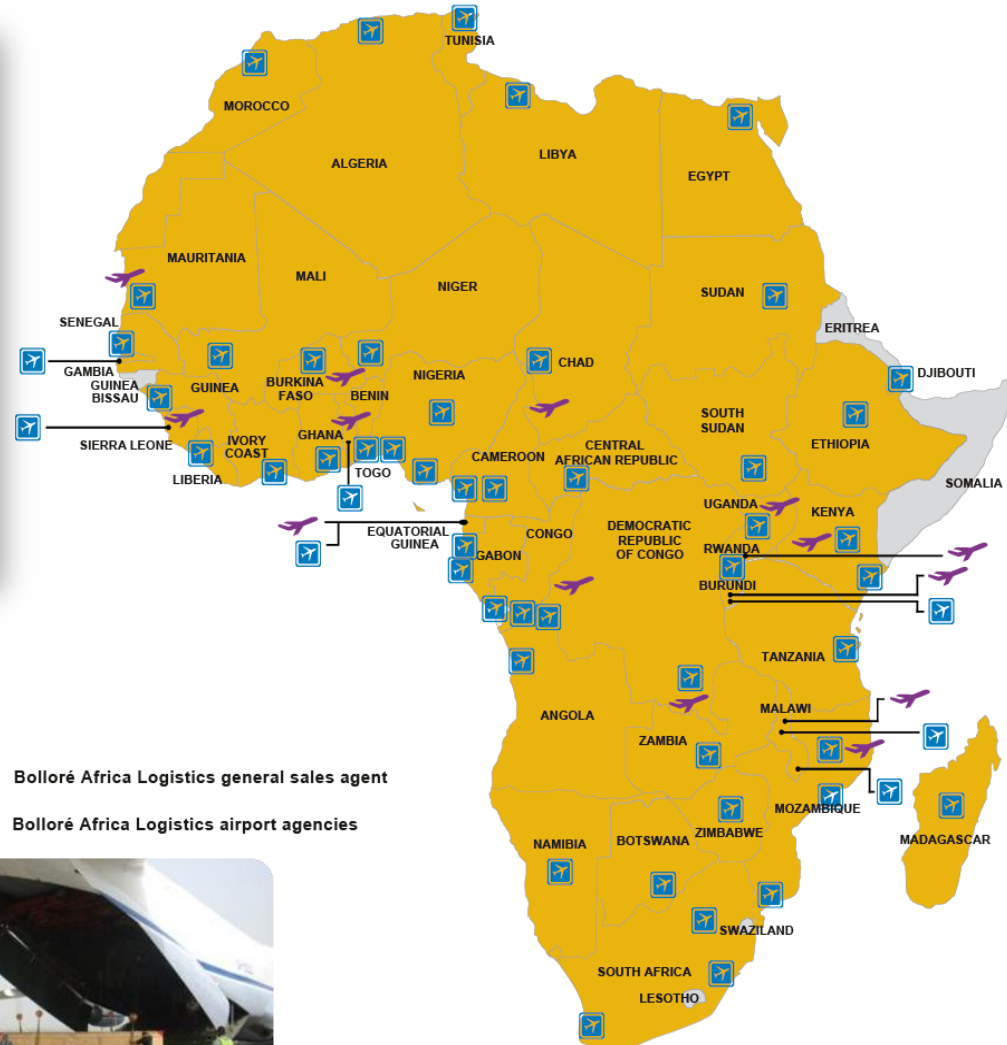 TUNISIA
MOROCCO
ALGERIA
LIBYA
EGYPT
MAURITANIA
MALI
NIGER
SUDAN
ERITREA
SENEGAL
GAMBIA
GUINEA
BISSAU
GUINEA
BURKINA
FASO
BENIN
NIGERIA
CHAD
DJIBOUTI
SIERRA LEONE
LIBERIA
IVORY
COAST
GHANA
TOGO
CAMEROON
CENTRAL
AFRICAN REPUBLIC
SOUTH
SUDAN
ETHIOPIA
SOMALIA
EQUATORIAL
GUINEA
GABON
CONGO
DEMOCRATIC
REPUBLIC
OF CONGO
UGANDA
KENYA
RWANDA
BURUNDI
TANZANIA
ANGOLA
ZAMBIA
MALAWI
MOZAMBIQUE
MADAGASCAR
NAMIBIA
BOTSWANA
ZIMBABWE
SWAZILAND
SOUTH AFRICA
LESOTHO
Bolloré Africa Logistics general sales agent
Bolloré Africa Logistics airport agencies